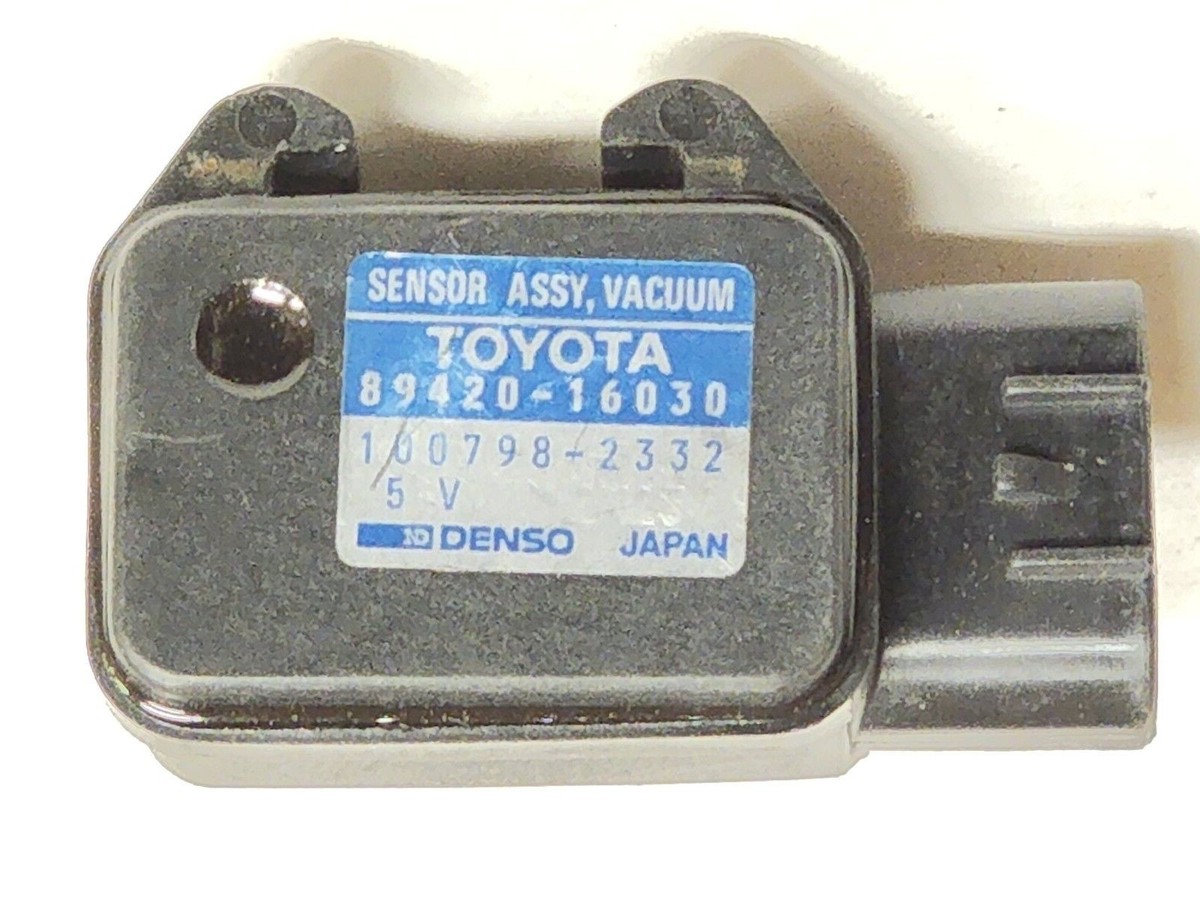 SENSOR ASSY, VACUUM
TOYOTA
89420-16030
100798-2332
5 V
ND DENSO JAPAN